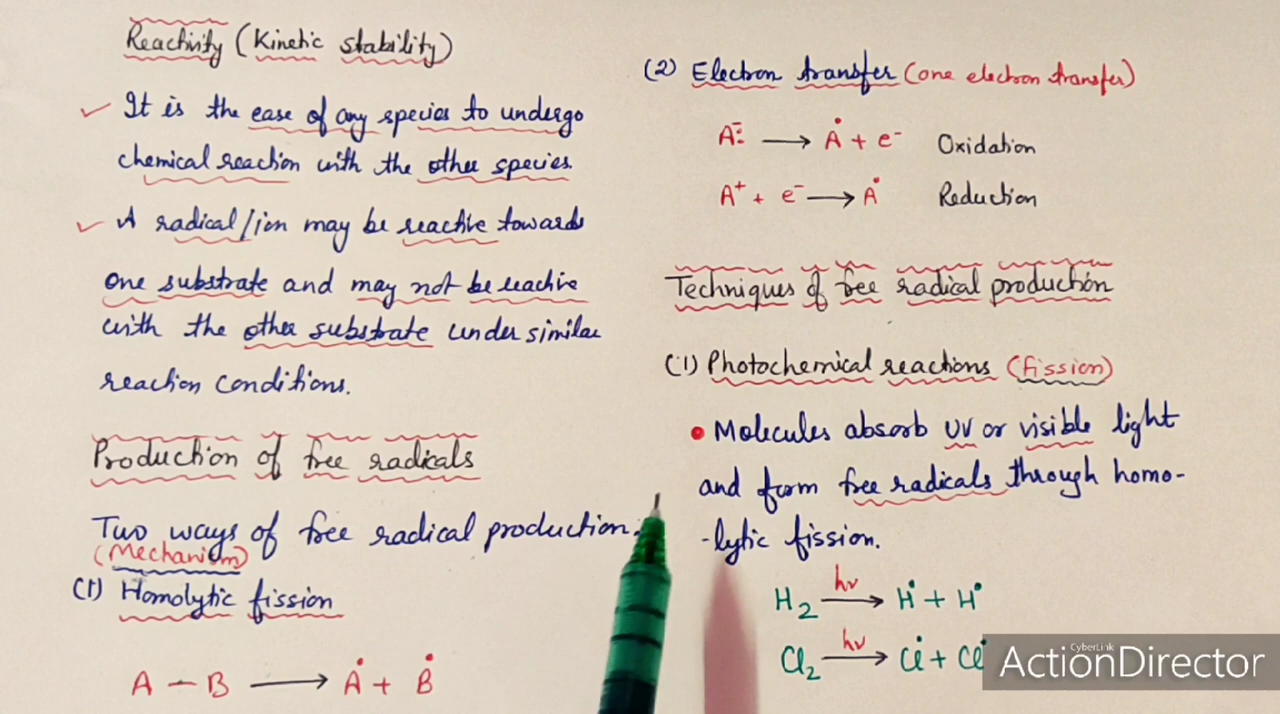 Reactivity (Kinetic stability)
It is the ease of any species to undergo
chemical reaction with the other species.
A radical/ion may be reactive towards
one substrate and may not be reactive
with the other substrate under similar
reaction conditions.
Production of free radicals
Two ways of free radical production.
(Mechanism)
(1) Homolytic fission
A – B ⟶ Ȧ + Ḃ
(2) Electron transfer (one electron transfer)
A:⁻ ⟶ Ȧ + e⁻ Oxidation
A⁺ + e⁻ ⟶ Ȧ Reduction
Techniques of free radical production
(1) Photochemical reactions (fission)
• Molecules absorb UV or visible light
and form free radicals through homo-
-lytic fission.
H₂ hν⟶ H• + H•
Cl₂ hν⟶ Cl• + Cl•
CyberLink
ActionDirector